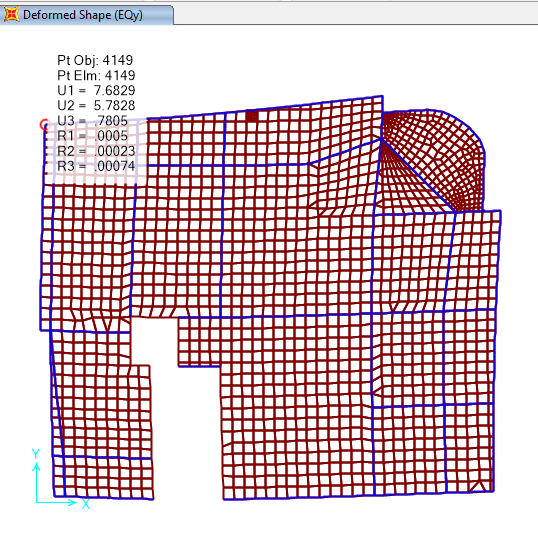 Deformed Shape (EQy)
Pt Obj: 4149
Pt Elm: 4149
U1 = 7.6829
U2 = 5.7828
U3 = .7805
R1 = .0005
R2 = .00023
R3 = .00074
Y
X